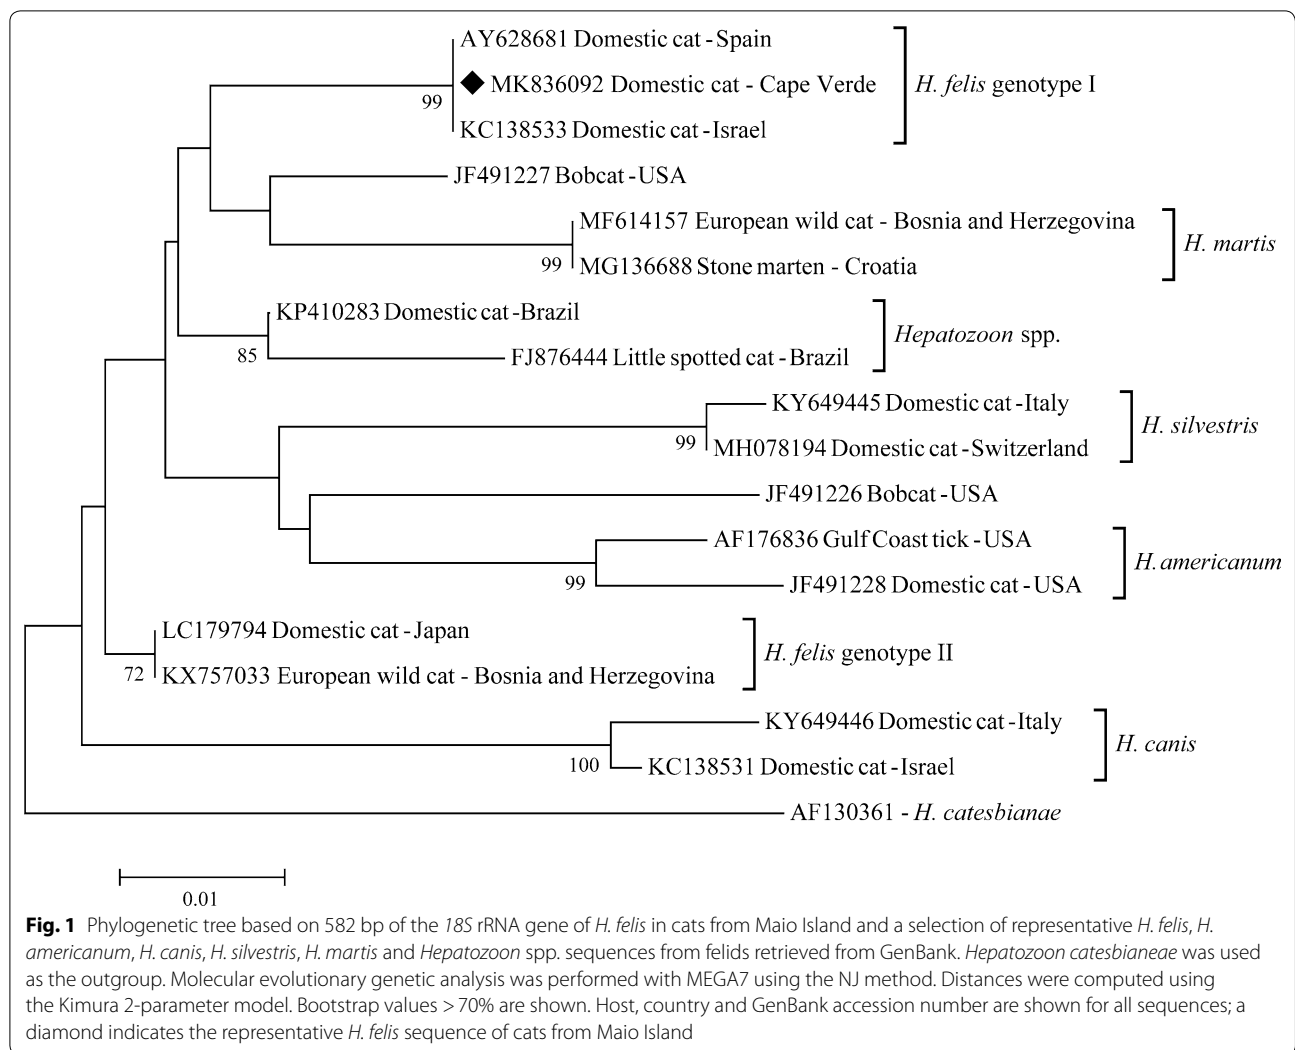 AY628681 Domestic cat - Spain
MK836092 Domestic cat - Cape Verde
H. felis genotype I
99
KC138533 Domestic cat - Israel
JF491227 Bobcat - USA
MF614157 European wild cat - Bosnia and Herzegovina
H. martis
99
MG136688 Stone marten - Croatia
KP410283 Domestic cat - Brazil
Hepatozoon spp.
85
FJ876444 Little spotted cat - Brazil
KY649445 Domestic cat - Italy
H. silvestris
99
MH078194 Domestic cat - Switzerland
JF491226 Bobcat - USA
AF176836 Gulf Coast tick - USA
H. americanum
99
JF491228 Domestic cat - USA
LC179794 Domestic cat - Japan
H. felis genotype II
72
KX757033 European wild cat - Bosnia and Herzegovina
KY649446 Domestic cat - Italy
H. canis
100
KC138531 Domestic cat - Israel
AF130361 - H. catesbianae
0.01
Fig. 1 Phylogenetic tree based on 582 bp of the 18S rRNA gene of H. felis in cats from Maio Island and a selection of representative H. felis, H.
americanum, H. canis, H. silvestris, H. martis and Hepatozoon spp. sequences from felids retrieved from GenBank. Hepatozoon catesbianeae was used
as the outgroup. Molecular evolutionary genetic analysis was performed with MEGA7 using the NJ method. Distances were computed using
the Kimura 2-parameter model. Bootstrap values > 70% are shown. Host, country and GenBank accession number are shown for all sequences; a
diamond indicates the representative H. felis sequence of cats from Maio Island